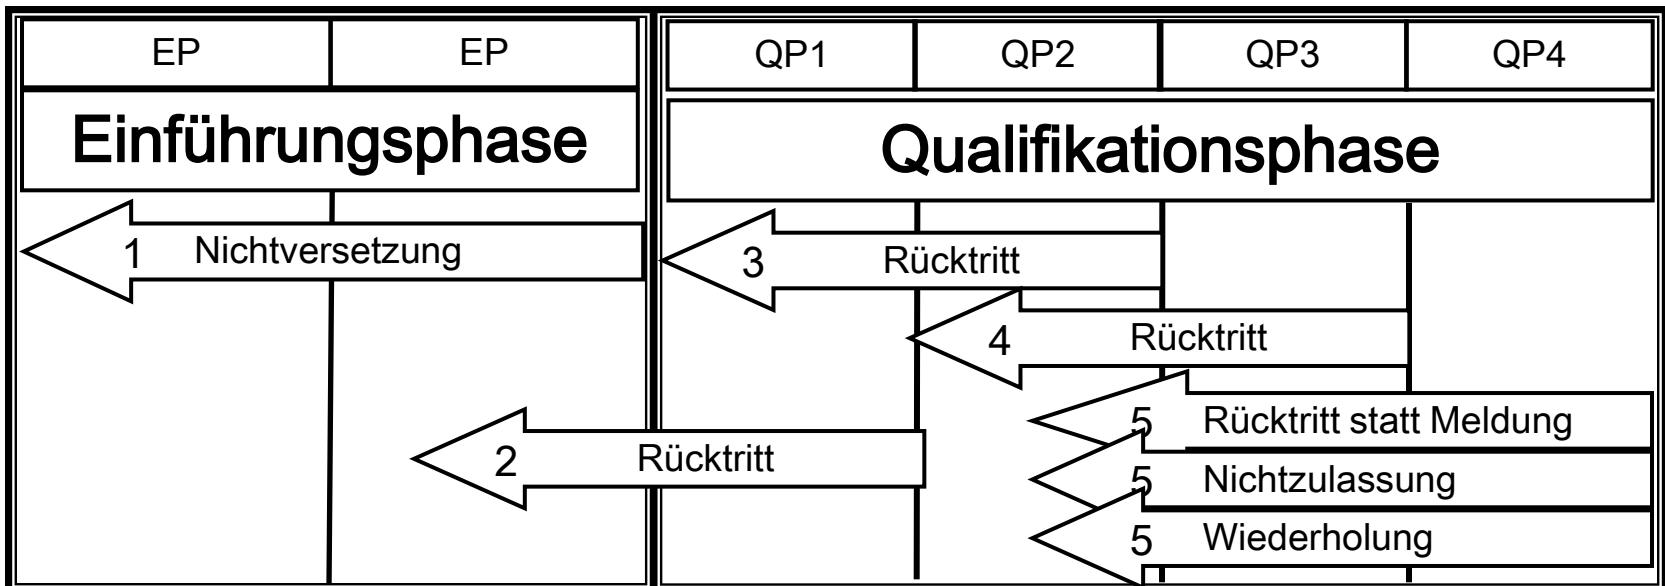 EP EP QP1 QP2 QP3 QP4
Einführungsphase Qualifikationsphase
1 Nichtversetzung
3 Rücktritt
4 Rücktritt
5 Rücktritt statt Meldung
2 Rücktritt
5 Nichtzulassung
5 Wiederholung